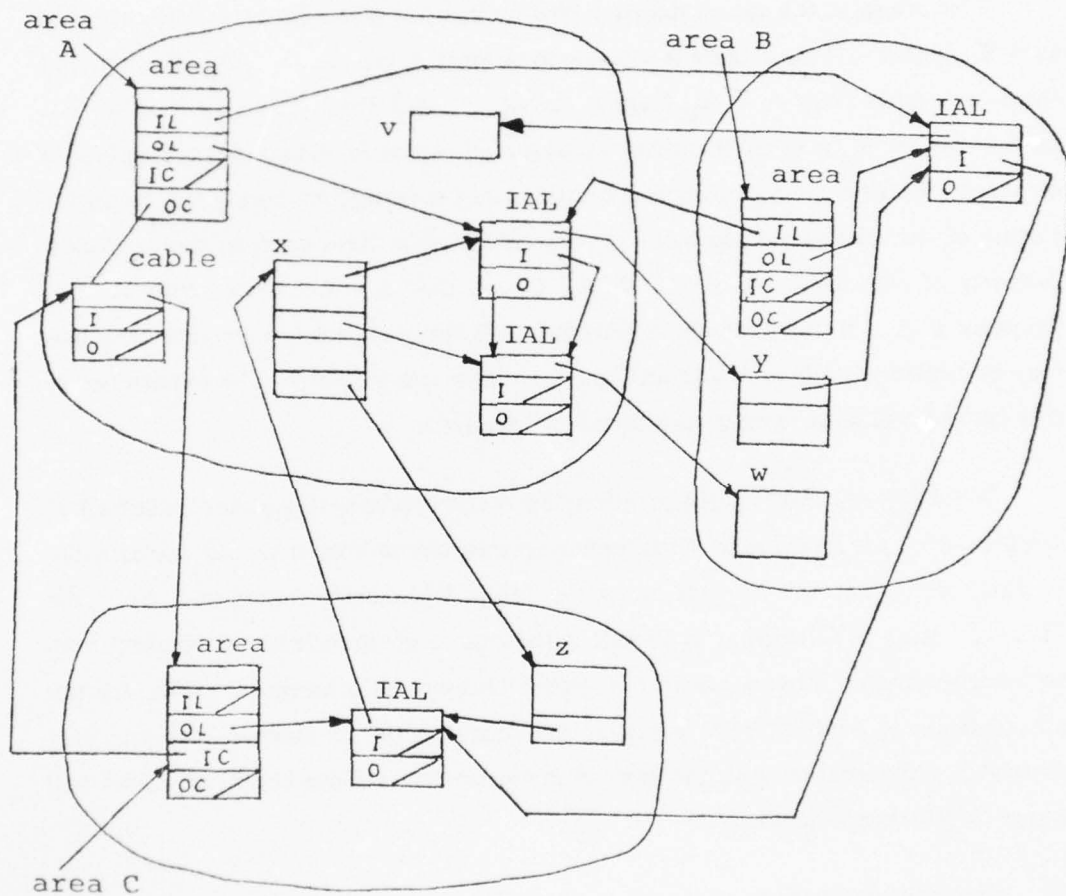 area
A
area
IL
OL
IC
OC
cable
I
O
x
v
IAL
I
O
IAL
I
O
area B
area
IL
OL
IC
OC
IAL
I
O
y
w
area
IL
OL
IC
OC
area C
IAL
I
O
z